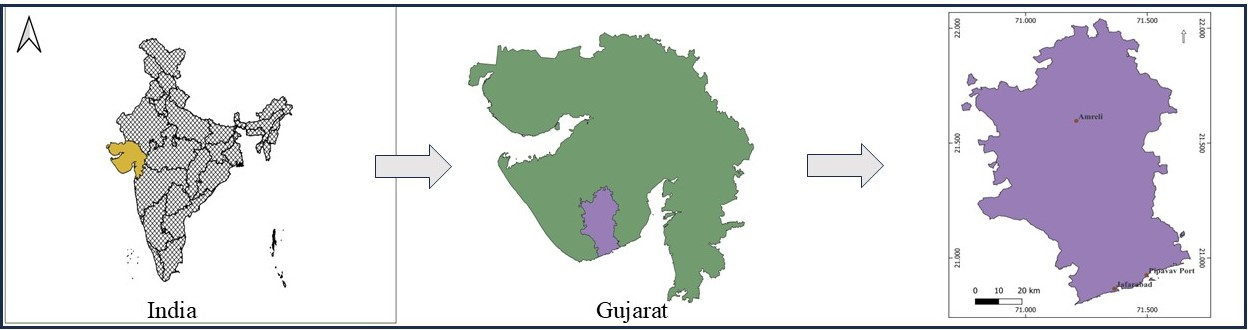 India
Gujarat
71.000 71.500
22.000 22.000
Amreli
21.500 21.500
21.000 21.000
Pipavav Port
Jafarabad
0 10 20 km
71.000 71.500